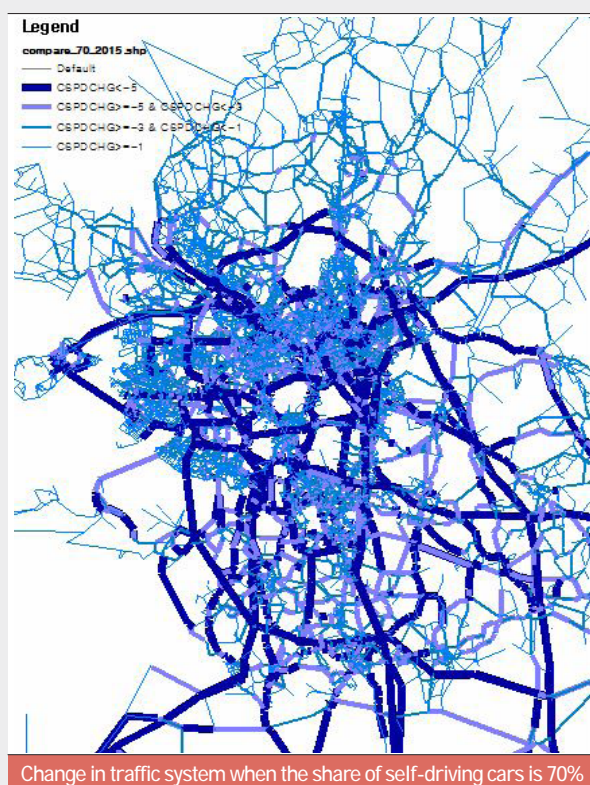 Legend
compare_70_2015.shp
Default
CSPDCHG<-5
CSPDCHG>=-5 & CSPDCHG<-3
CSPDCHG>=-3 & CSPDCHG<-1
CSPDCHG>=-1
Change in traffic system when the share of self-driving cars is 70%